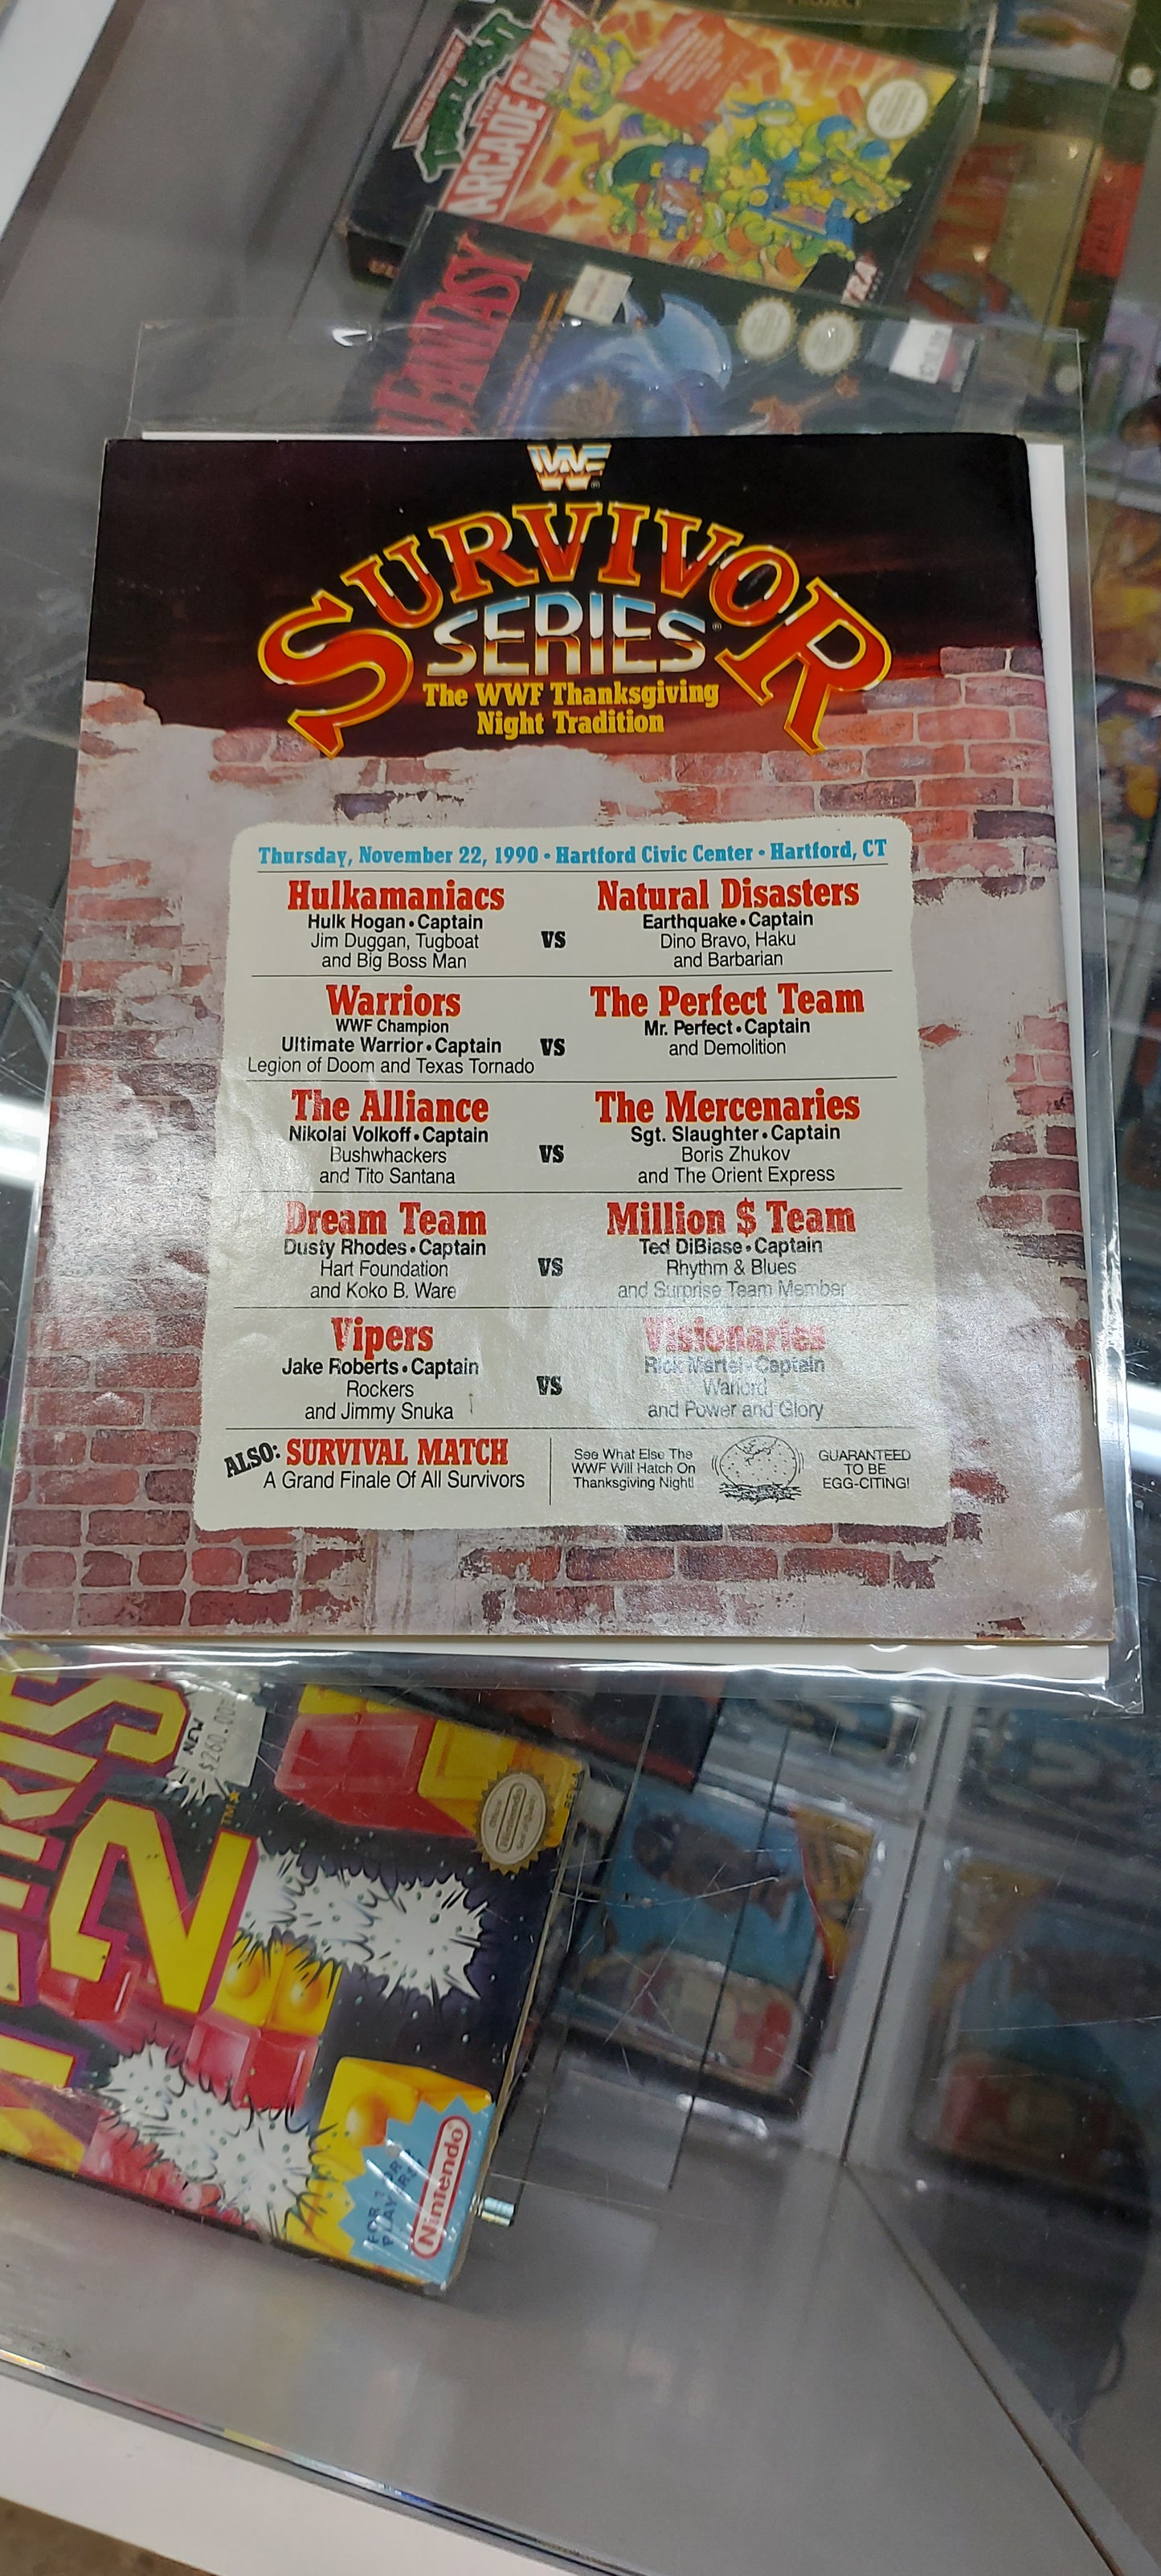 ARCADE GAME
FANTASY
WWF
SURVIVOR
SERIES®
The WWF Thanksgiving
Night Tradition
Thursday, November 22, 1990 • Hartford Civic Center • Hartford, CT
Hulkamaniacs
Hulk Hogan • Captain
Jim Duggan, Tugboat
and Big Boss Man
VS
Natural Disasters
Earthquake • Captain
Dino Bravo, Haku
and Barbarian
Warriors
WWF Champion
Ultimate Warrior • Captain
Legion of Doom and Texas Tornado
VS
The Perfect Team
Mr. Perfect • Captain
and Demolition
The Alliance
Nikolai Volkoff • Captain
Bushwhackers
and Tito Santana
VS
The Mercenaries
Sgt. Slaughter • Captain
Boris Zhukov
and The Orient Express
Dream Team
Dusty Rhodes • Captain
Hart Foundation
and Koko B. Ware
VS
Million $ Team
Ted DiBiase • Captain
Rhythm & Blues
and Surprise Team Member
Vipers
Jake Roberts • Captain
Rockers
and Jimmy Snuka
VS
Visionaries
Rick Martel • Captain
Warlord
and Power and Glory
ALSO: SURVIVAL MATCH
A Grand Finale Of All Survivors
See What Else The
WWF Will Hatch On
Thanksgiving Night!
GUARANTEED
TO BE
EGG-CITING!
NEW
$260.00
2™
Nintendo®